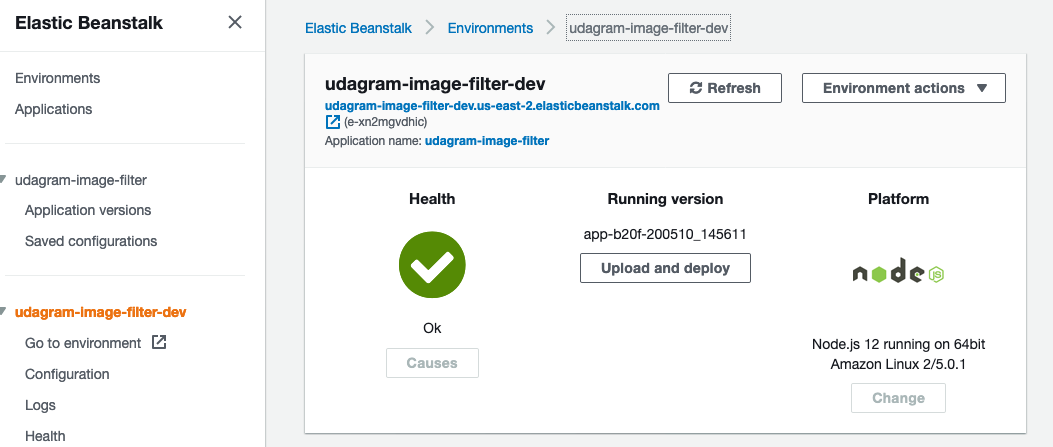 Elastic Beanstalk
Environments
Applications
udagram-image-filter
Application versions
Saved configurations
udagram-image-filter-dev
Go to environment
Configuration
Logs
Health
Elastic Beanstalk > Environments > udagram-image-filter-dev
udagram-image-filter-dev
udagram-image-filter-dev.us-east-2.elasticbeanstalk.com
(e-xn2mgvdhic)
Application name: udagram-image-filter
Refresh
Environment actions
Health
Ok
Causes
Running version
app-b20f-200510_145611
Upload and deploy
Platform
node JS
Node.js 12 running on 64bit
Amazon Linux 2/5.0.1
Change